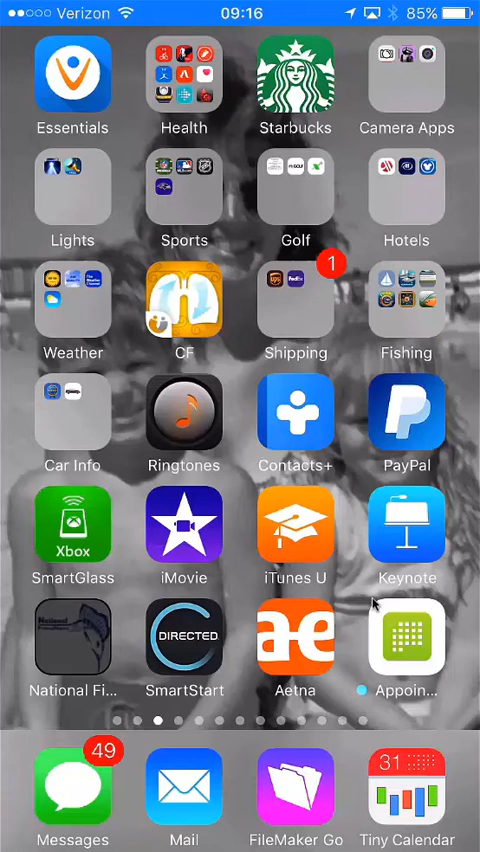 Verizon 09:16 85%
Essentials Health Starbucks Camera Apps
Lights Sports Golf Hotels
1
Weather CF Shipping Fishing
Car Info Ringtones Contacts+ PayPal
Xbox
SmartGlass iMovie iTunes U Keynote
National
DIRECTED
ae
National Fi... SmartStart Aetna Appoin...
49
31
Messages Mail FileMaker Go Tiny Calendar